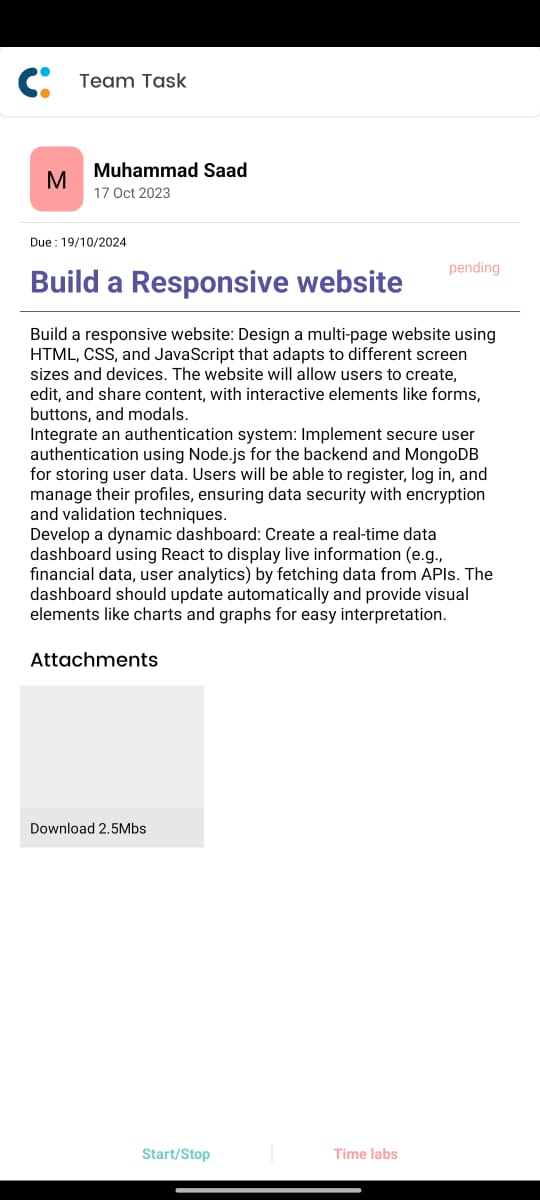 Team Task
M
Muhammad Saad
17 Oct 2023
Due : 19/10/2024
pending
Build a Responsive website
Build a responsive website: Design a multi-page website using
HTML, CSS, and JavaScript that adapts to different screen
sizes and devices. The website will allow users to create,
edit, and share content, with interactive elements like forms,
buttons, and modals.
Integrate an authentication system: Implement secure user
authentication using Node.js for the backend and MongoDB
for storing user data. Users will be able to register, log in, and
manage their profiles, ensuring data security with encryption
and validation techniques.
Develop a dynamic dashboard: Create a real-time data
dashboard using React to display live information (e.g.,
financial data, user analytics) by fetching data from APIs. The
dashboard should update automatically and provide visual
elements like charts and graphs for easy interpretation.
Attachments
Download 2.5Mbs
Start/Stop
Time labs